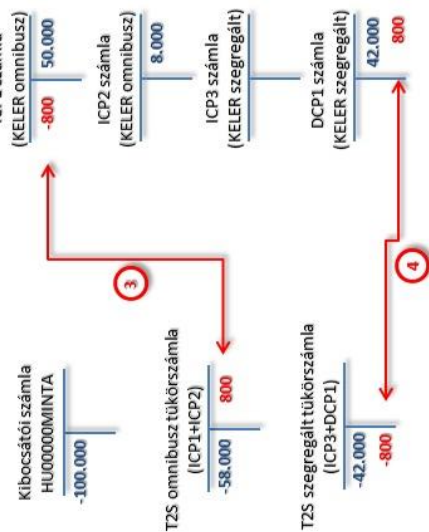 Kibocsátói számla
HU00000MINTA
-100.000
T2S omnibusz tükörszámla
(ICP1+ICP2)
-58.000 800
T2S szegregált tükörszámla
(ICP3+DCP1)
-42.000
-800
3
4
számla
(KELER omnibusz)
-800 50.000
ICP2 számla
(KELER omnibusz)
8.000
ICP3 számla
(KELER szegregált)
DCP1 számla
(KELER szegregált)
42.000
800